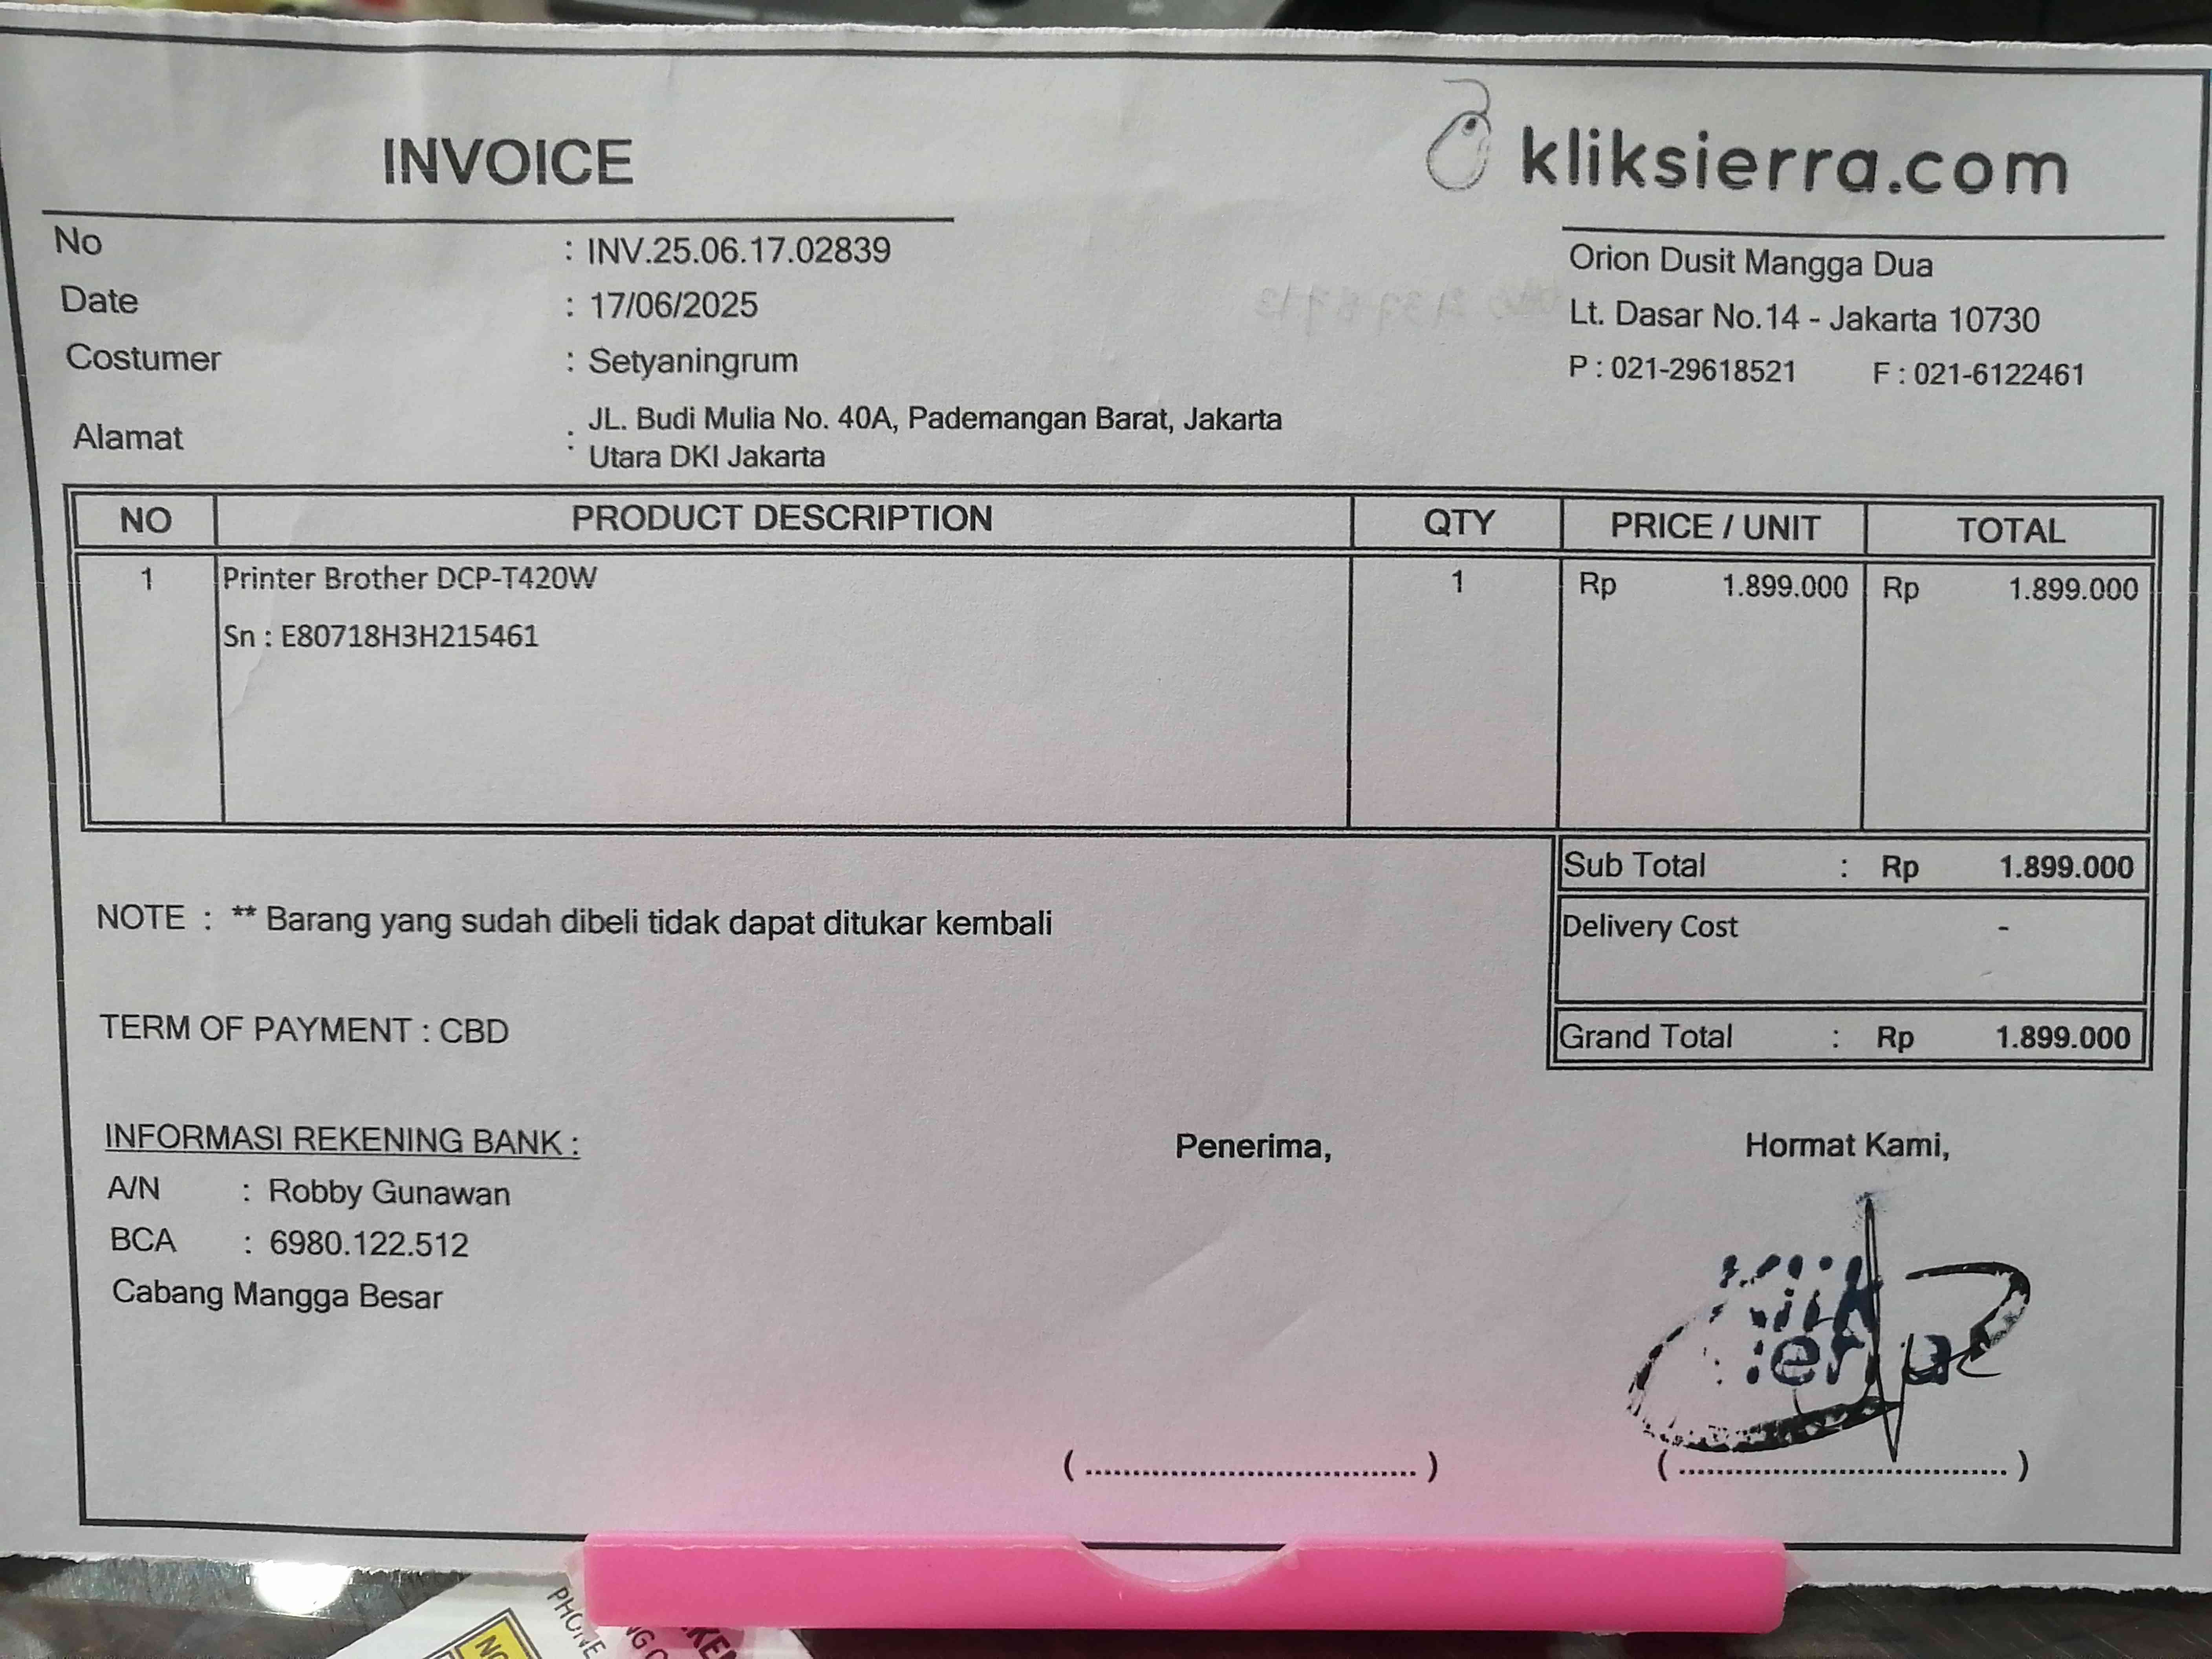 INVOICE
kliksierra.com
No : INV.25.06.17.02839
Date : 17/06/2025
Costumer : Setyaningrum
Alamat : JL. Budi Mulia No. 40A, Pademangan Barat, Jakarta
Utara DKI Jakarta
Orion Dusit Mangga Dua
Lt. Dasar No.14 - Jakarta 10730
P : 021-29618521 F : 021-6122461
NO PRODUCT DESCRIPTION QTY PRICE / UNIT TOTAL
1 Printer Brother DCP-T420W 1 Rp 1.899.000 Rp 1.899.000
Sn : E80718H3H215461
Sub Total : Rp 1.899.000
Delivery Cost -
Grand Total : Rp 1.899.000
NOTE : ** Barang yang sudah dibeli tidak dapat ditukar kembali
TERM OF PAYMENT : CBD
INFORMASI REKENING BANK :
A/N : Robby Gunawan
BCA : 6980.122.512
Cabang Mangga Besar
Penerima,
Hormat Kami,
( ........................................ )
( ........................................ )
PHONE